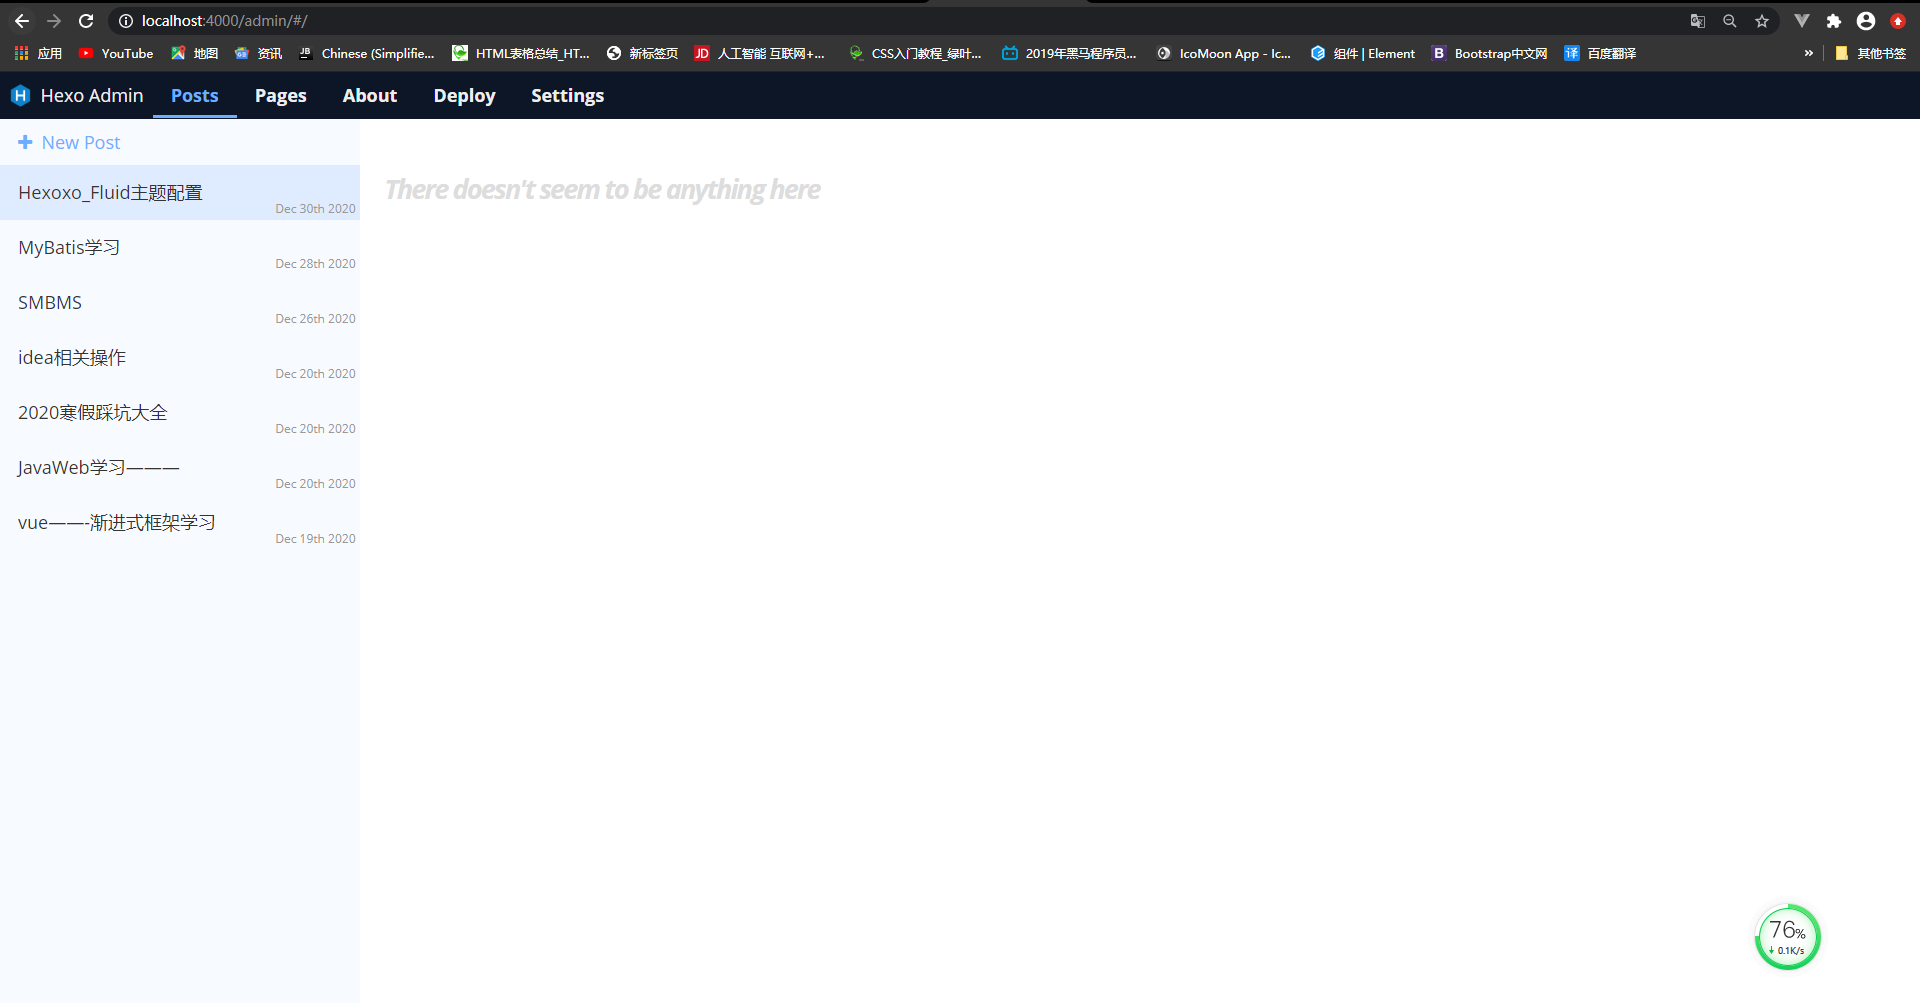 localhost:4000/admin/#/
应用 YouTube 地图 资讯 JB Chinese (Simplifie... HTML表格总结_HT... 新标签页 JD 人工智能 互联网+... CSS入门教程_绿叶... 2019年黑马程序员... IcoMoon App - Ic... 组件 | Element B Bootstrap中文网 译 百度翻译 » 其他书签
H Hexo Admin Posts Pages About Deploy Settings
New Post
There doesn't seem to be anything here
Hexoxo_Fluid主题配置
Dec 30th 2020
MyBatis学习
Dec 28th 2020
SMBMS
Dec 26th 2020
idea相关操作
Dec 20th 2020
2020寒假踩坑大全
Dec 20th 2020
JavaWeb学习———
Dec 20th 2020
vue——-渐进式框架学习
Dec 19th 2020
76%
0.1K/s